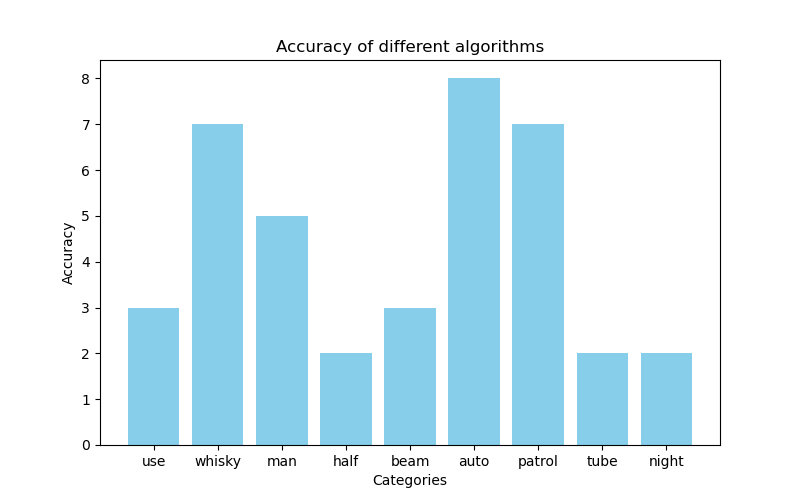 Accuracy of different algorithms
Accuracy
8
7
6
5
4
3
2
1
0
use whisky man half beam auto patrol tube night
Categories